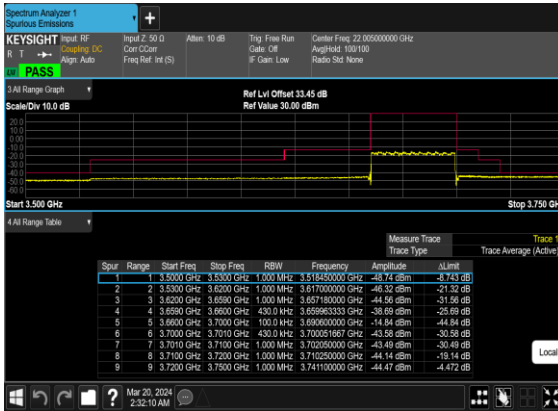 Spectrum Analyzer 1
Spurious Emissions
KEYSIGHT Input: RF Input Z: 50 Ω Atten: 10 dB Trig: Free Run Center Freq: 22.005000000 GHz
R T Coupling: DC Corr CCorr Gate: Off Avg|Hold: 100/100
Align: Auto Freq Ref: Int (S) IF Gain: Low Radio Std: None
PASS
3 All Range Graph Ref Lvl Offset 33.45 dB
Scale/Div 10.0 dB Ref Value 30.00 dBm
20.0
10.0
0.00
-10.0
-20.0
-30.0
-40.0
-50.0
-60.0
Start 3.500 GHz Stop 3.750 GH
4 All Range Table
Measure Trace Trace 1
Trace Type Trace Average (Active)
Spur Range Start Freq Stop Freq RBW Frequency Amplitude ΔLimit
1 1 3.5000 GHz 3.5300 GHz 1.000 MHz 3.518450000 GHz -48.74 dBm -8.743 dB
2 2 3.5300 GHz 3.6200 GHz 1.000 MHz 3.617000000 GHz -46.32 dBm -21.32 dB
3 3 3.6200 GHz 3.6590 GHz 1.000 MHz 3.657180000 GHz -44.56 dBm -31.56 dB
4 4 3.6590 GHz 3.6600 GHz 430.0 kHz 3.659963333 GHz -38.69 dBm -25.69 dB
5 5 3.6600 GHz 3.7000 GHz 100.0 kHz 3.690600000 GHz -14.84 dBm -44.84 dB
6 6 3.7000 GHz 3.7010 GHz 430.0 kHz 3.700051667 GHz -43.58 dBm -30.58 dB
7 7 3.7010 GHz 3.7100 GHz 1.000 MHz 3.702050000 GHz -43.49 dBm -30.49 dB
8 8 3.7100 GHz 3.7200 GHz 1.000 MHz 3.710250000 GHz -44.14 dBm -19.14 dB
9 9 3.7200 GHz 3.7500 GHz 1.000 MHz 3.741100000 GHz -44.47 dBm -4.472 dB
Local
Mar 20, 2024
2:32:10 AM